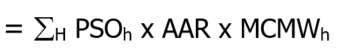 = ∑H PSOh x AAR x MCMWh